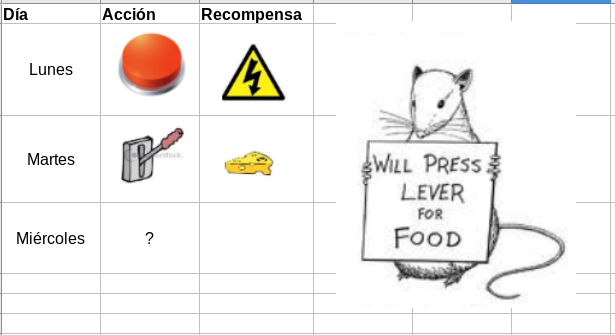 Día Acción Recompensa
Lunes
Martes
Miércoles ?
WILL PRESS
LEVER
FOR
FOOD